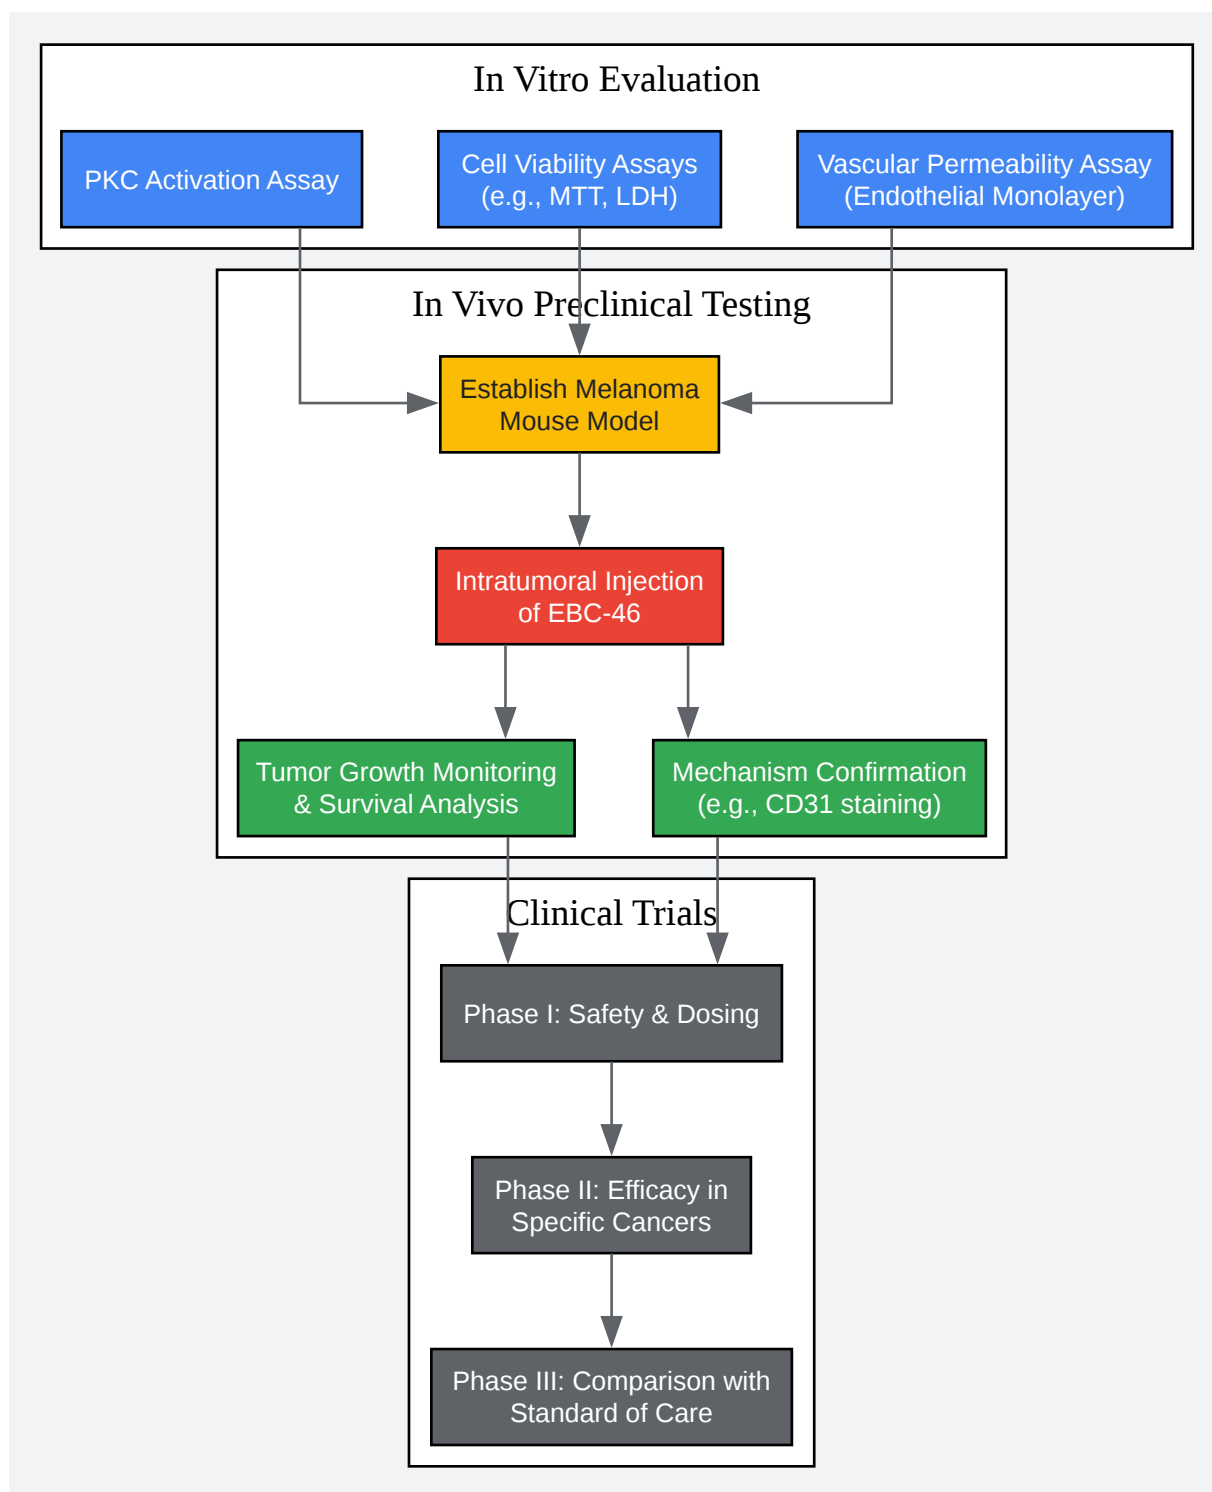 In Vitro Evaluation
PKC Activation Assay
Cell Viability Assays
(e.g., MTT, LDH)
Vascular Permeability Assay
(Endothelial Monolayer)
In Vivo Preclinical Testing
Establish Melanoma
Mouse Model
Intratumoral Injection
of EBC-46
Tumor Growth Monitoring
& Survival Analysis
Mechanism Confirmation
(e.g., CD31 staining)
Clinical Trials
Phase I: Safety & Dosing
Phase II: Efficacy in
Specific Cancers
Phase III: Comparison with
Standard of Care